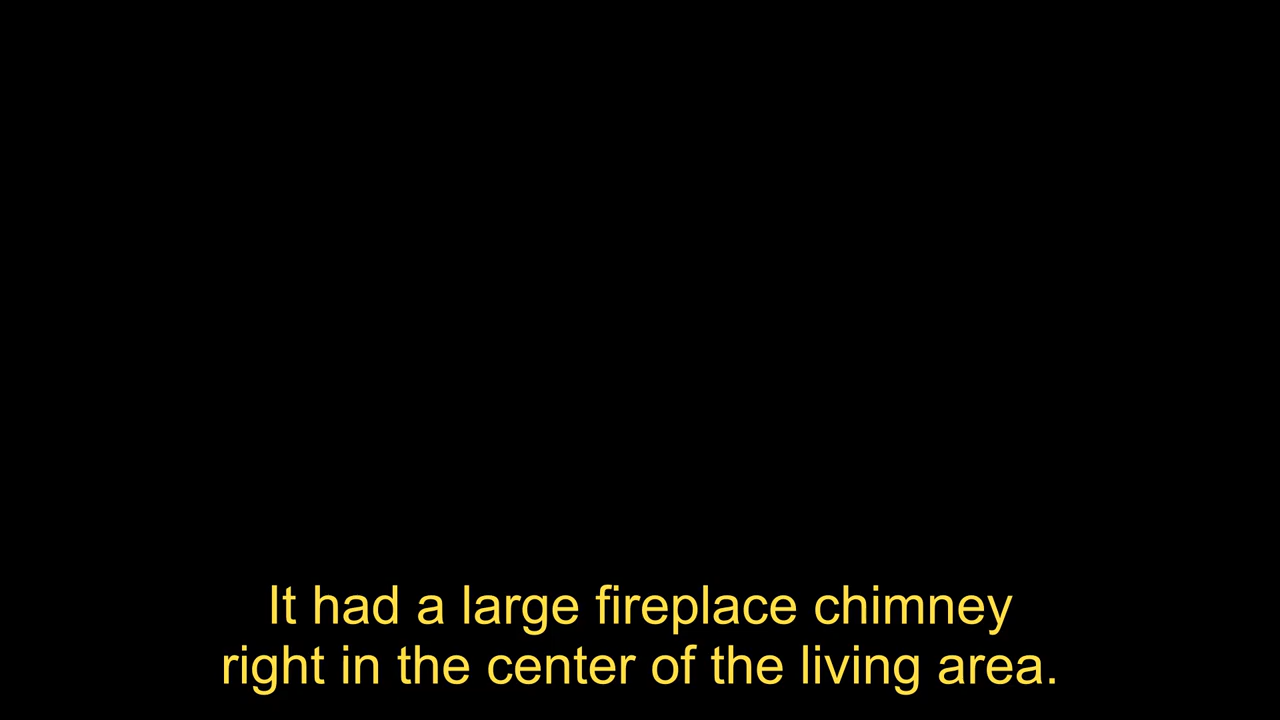 It had a large fireplace chimney
right in the center of the living area.